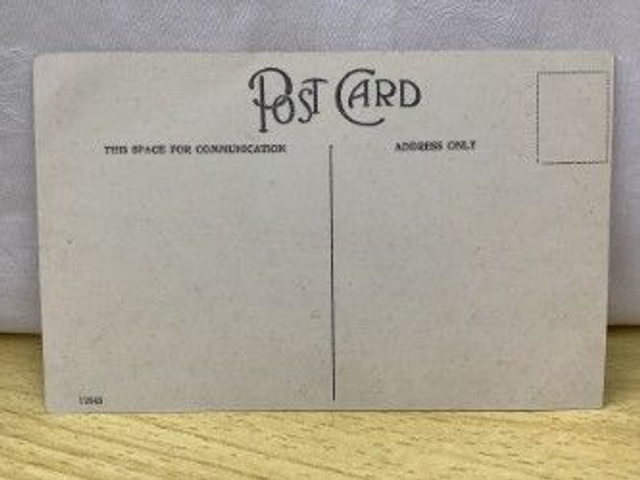 POST CARD
THIS SPACE FOR COMMUNICATION
ADDRESS ONLY